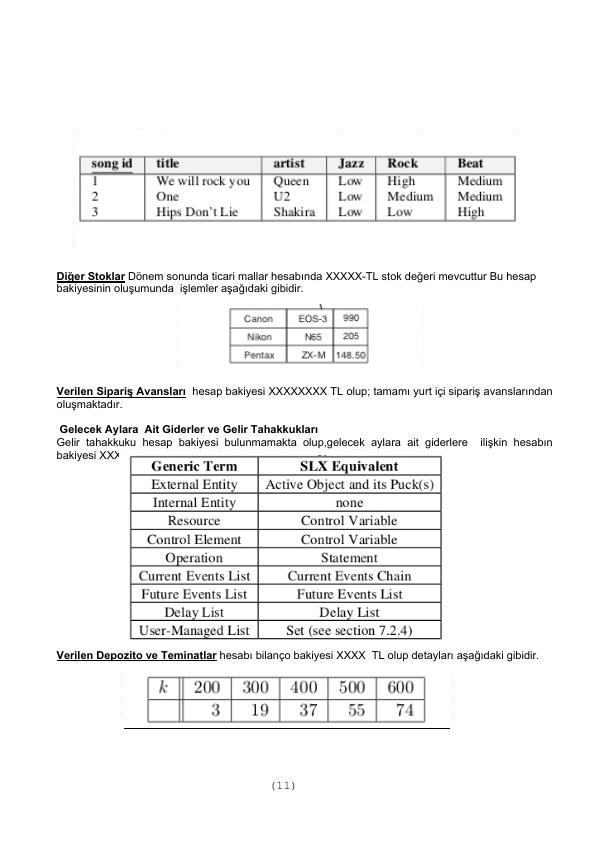 song id title artist Jazz Rock Beat
1 We will rock you Queen Low High Medium
2 One U2 Low Medium Medium
3 Hips Don't Lie Shakira Low Low High
Diğer Stoklar Dönem sonunda ticari mallar hesabında XXXXX-TL stok değeri mevcuttur Bu hesap
bakiyesinin oluşumunda işlemler aşağıdaki gibidir.
Canon EOS-3 990
Nikon N65 205
Pentax ZX-M 148.50
Verilen Sipariş Avansları hesap bakiyesi XXXXXXXX TL olup; tamamı yurt içi sipariş avanslarından
oluşmaktadır.
Gelecek Aylara Ait Giderler ve Gelir Tahakkukları
Gelir tahakkuku hesap bakiyesi bulunmamakta olup,gelecek aylara ait giderlere ilişkin hesabın
bakiyesi XXX
Generic Term SLX Equivalent
External Entity Active Object and its Puck(s)
Internal Entity none
Resource Control Variable
Control Element Control Variable
Operation Statement
Current Events List Current Events Chain
Future Events List Future Events List
Delay List Delay List
User-Managed List Set (see section 7.2.4)
Verilen Depozito ve Teminatlar hesabı bilanço bakiyesi XXXX TL olup detayları aşağıdaki gibidir.
k 200 300 400 500 600
3 19 37 55 74
(11)